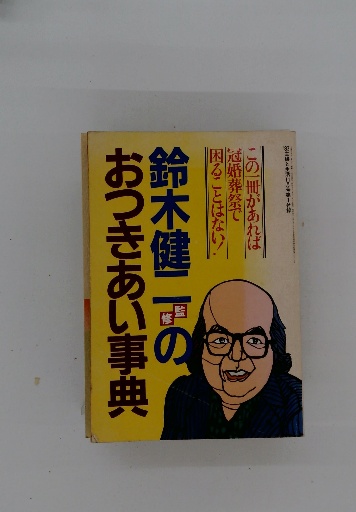 この一冊があれば
冠婚葬祭で
困ることはない!
鈴木健二の
監修
おつきあい事典